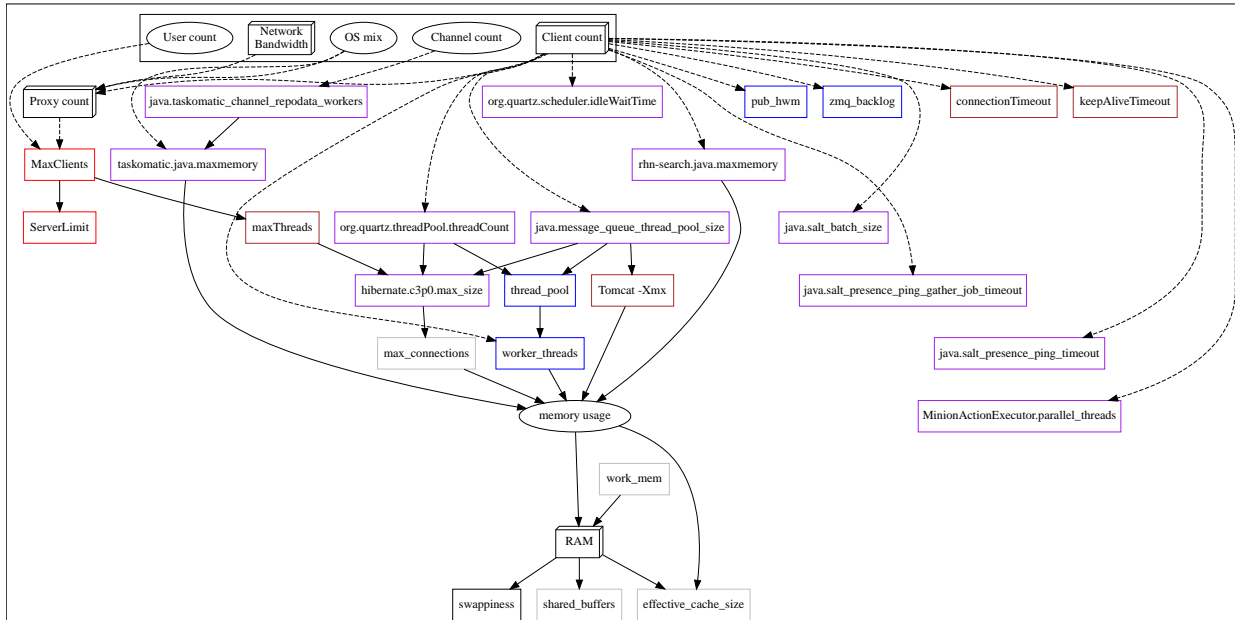 User count
Network
Bandwidth
OS mix
Channel count
Client count
Proxy count
java.taskomatic_channel_repodata_workers
org.quartz.scheduler.idleWaitTime
pub_hwm
zmq_backlog
connectionTimeout
keepAliveTimeout
MaxClients
taskomatic.java.maxmemory
rhn-search.java.maxmemory
ServerLimit
maxThreads
org.quartz.threadPool.threadCount
java.message_queue_thread_pool_size
java.salt_batch_size
hibernate.c3p0.max_size
thread_pool
Tomcat -Xmx
java.salt_presence_ping_gather_job_timeout
max_connections
worker_threads
java.salt_presence_ping_timeout
memory usage
MinionActionExecutor.parallel_threads
work_mem
RAM
swappiness
shared_buffers
effective_cache_size